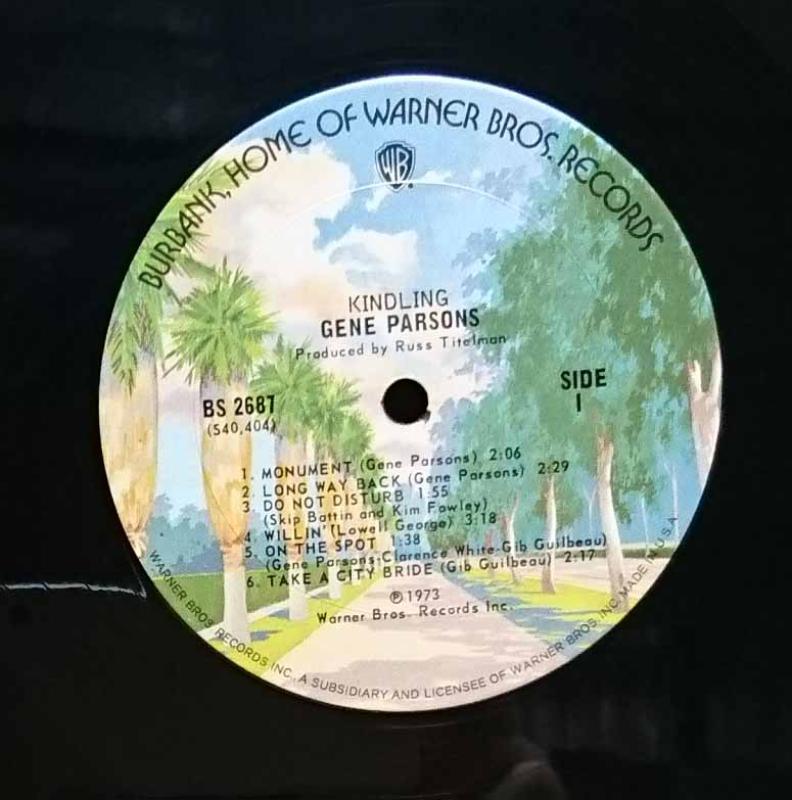 BURBANK, HOME OF WARNER BROS. RECORDS
WB
KINDLING
GENE PARSONS
Produced by Russ Titelman
BS 2687
(S40,404)
SIDE
1
1. MONUMENT (Gene Parsons) 2:06
2. LONG WAY BACK (Gene Parsons) 2:29
3. DO NOT DISTURB 1:55
(Skip Battin and Kim Fowley)
4. WILLIN' (Lowell George) 3:18
5. ON THE SPOT 1:38
(Gene Parsons-Clarence White-Gib Guilbeau)
6. TAKE A CITY BRIDE (Gib Guilbeau) 2:17
℗1973
Warner Bros. Records Inc.
WARNER BROS. RECORDS INC., A SUBSIDIARY AND LICENSEE OF WARNER BROS. INC. MADE IN U.S.A.